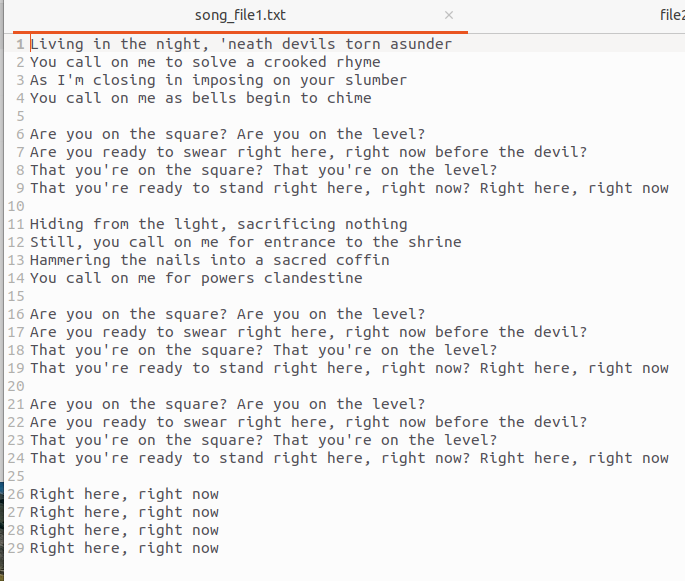 song_file1.txt × file2
1 Living in the night, 'neath devils torn asunder
2 You call on me to solve a crooked rhyme
3 As I'm closing in imposing on your slumber
4 You call on me as bells begin to chime
5
6 Are you on the square? Are you on the level?
7 Are you ready to swear right here, right now before the devil?
8 That you're on the square? That you're on the level?
9 That you're ready to stand right here, right now? Right here, right now
10
11 Hiding from the light, sacrificing nothing
12 Still, you call on me for entrance to the shrine
13 Hammering the nails into a sacred coffin
14 You call on me for powers clandestine
15
16 Are you on the square? Are you on the level?
17 Are you ready to swear right here, right now before the devil?
18 That you're on the square? That you're on the level?
19 That you're ready to stand right here, right now? Right here, right now
20
21 Are you on the square? Are you on the level?
22 Are you ready to swear right here, right now before the devil?
23 That you're on the square? That you're on the level?
24 That you're ready to stand right here, right now? Right here, right now
25
26 Right here, right now
27 Right here, right now
28 Right here, right now
29 Right here, right now